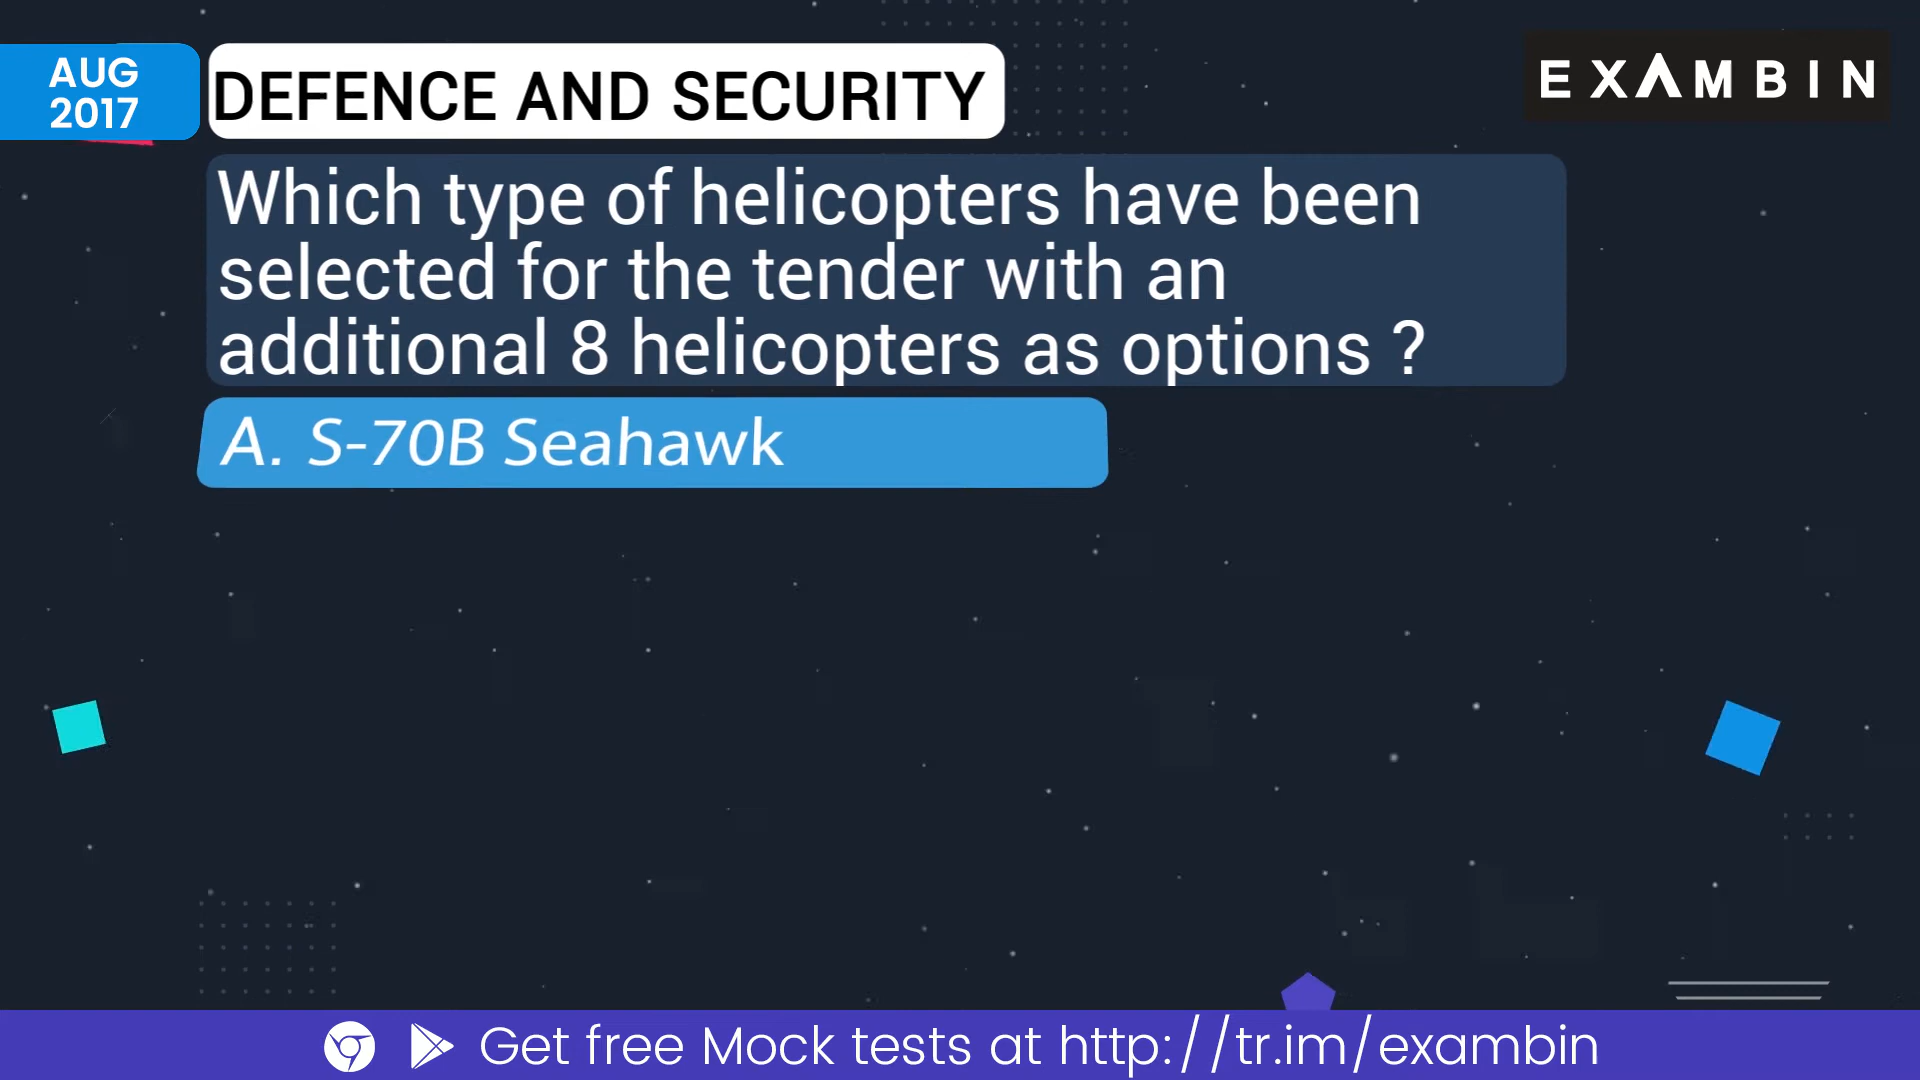 AUG
2017
DEFENCE AND SECURITY
EXAMBIN
Which type of helicopters have been
selected for the tender with an
additional 8 helicopters as options ?
A. S-70B Seahawk
Get free Mock tests at http://tr.im/exambin